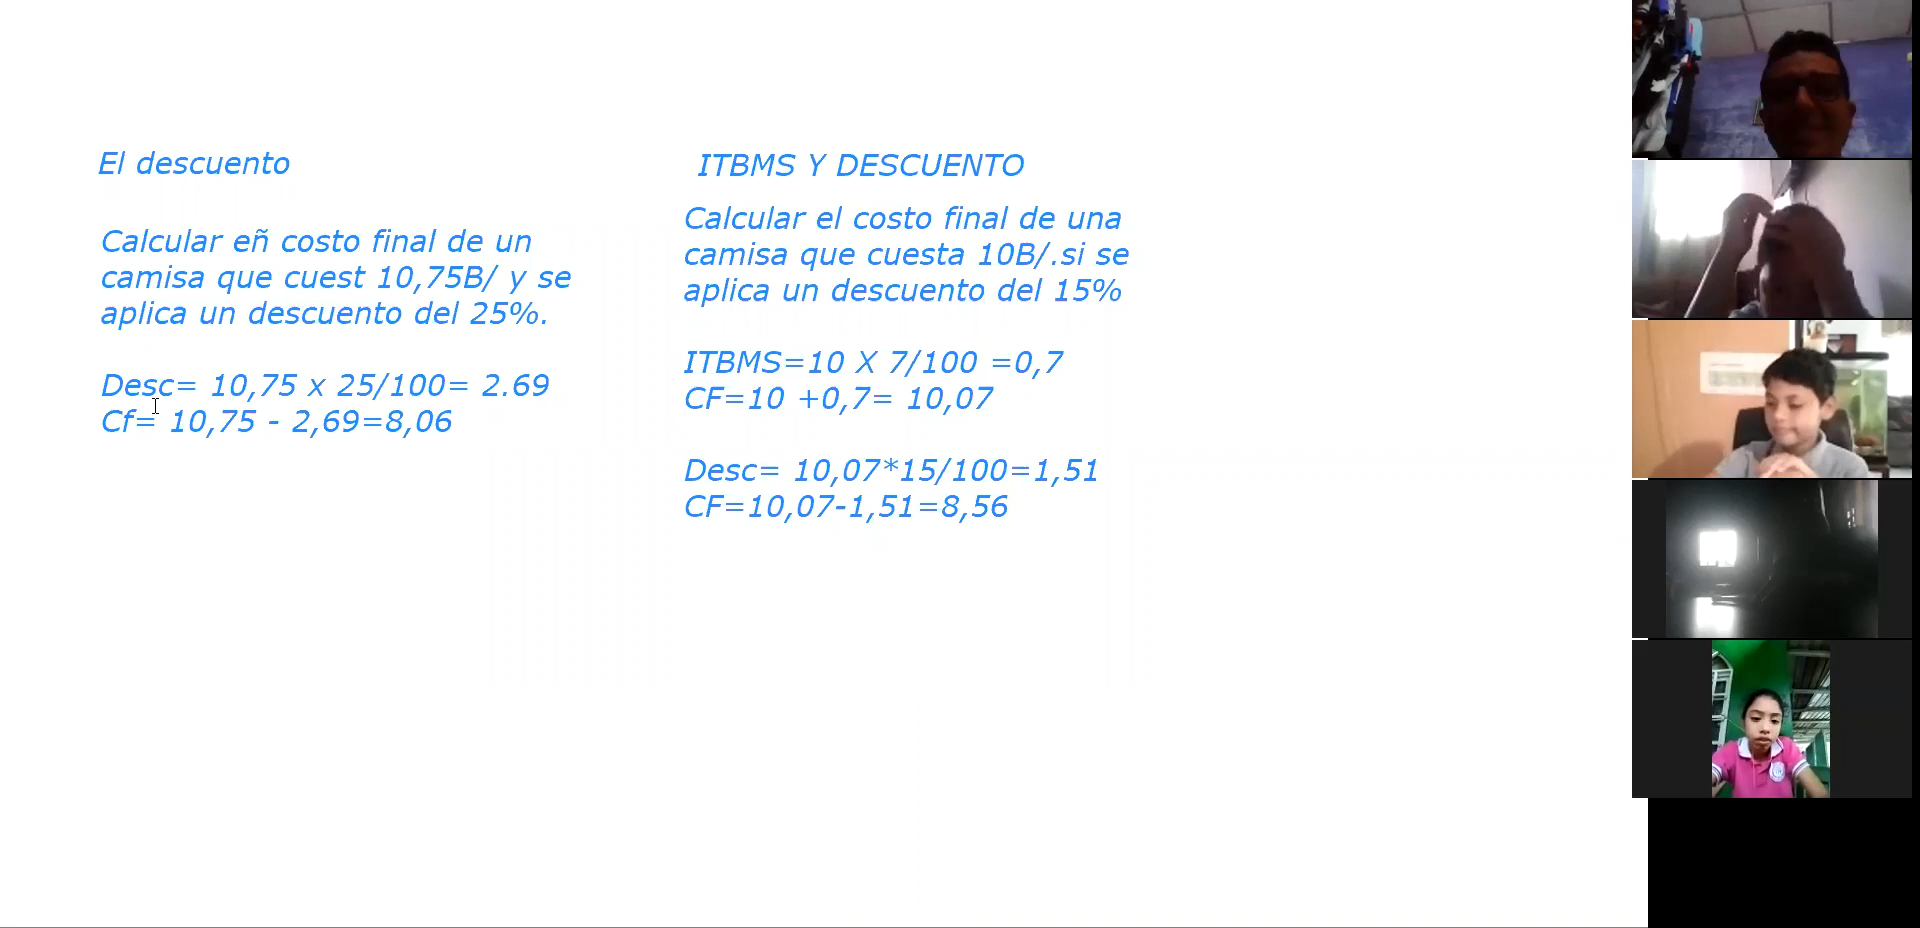 El descuento
Calcular eñ costo final de un
camisa que cuest 10,75B/ y se
aplica un descuento del 25%.
Desc= 10,75 x 25/100= 2.69
Cf= 10,75 - 2,69=8,06
ITBMS Y DESCUENTO
Calcular el costo final de una
camisa que cuesta 10B/.si se
aplica un descuento del 15%
ITBMS=10 X 7/100 =0,7
CF=10 +0,7= 10,07
Desc= 10,07*15/100=1,51
CF=10,07-1,51=8,56